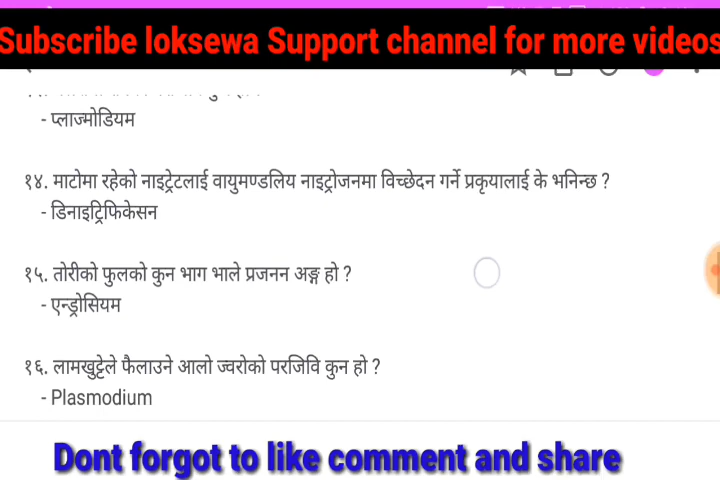 Subscribe loksewa Support channel for more videos
- प्लाज्मोडियम
१४. माटोमा रहेको नाइट्रेटलाई वायुमण्डलिय नाइट्रोजनमा विच्छेदन गर्ने प्रकृयालाई के भनिन्छ ?
- डिनाइट्रिफिकेसन
१५. तोरीको फुलको कुन भाग भाले प्रजनन अङ्ग हो ?
- एन्ड्रोसियम
१६. लामखुट्टेले फैलाउने आलो ज्वरोको परजिवि कुन हो ?
- Plasmodium
Dont forgot to like comment and share